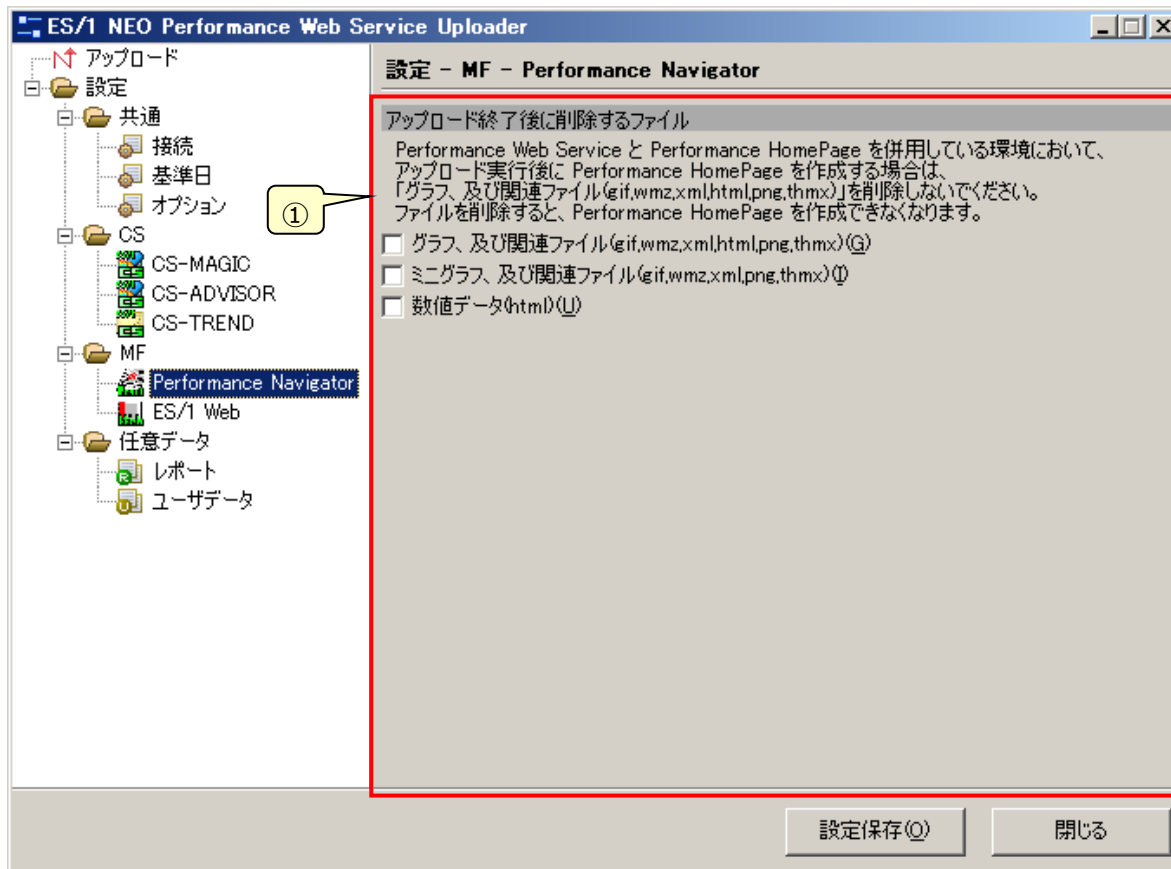 ES/1 NEO Performance Web Service Uploader
アップロード
設定
共通
接続
基準日
オプション
CS
CS-MAGIC
CS-ADVISOR
CS-TREND
MF
Performance Navigator
ES/1 Web
任意データ
レポート
ユーザデータ
①
設定 - MF - Performance Navigator
アップロード終了後に削除するファイル
Performance Web Service と Performance HomePage を併用している環境において、
アップロード実行後に Performance HomePage を作成する場合は、
「グラフ、及び関連ファイル(gif,wmz,xml,html,png,thmx)」を削除しないでください。
ファイルを削除すると、Performance HomePage を作成できなくなります。
グラフ、及び関連ファイル(gif,wmz,xml,html,png,thmx)(G)
ミニグラフ、及び関連ファイル(gif,wmz,xml,png,thmx)(I)
数値データ(html)(U)
設定保存(O)
閉じる